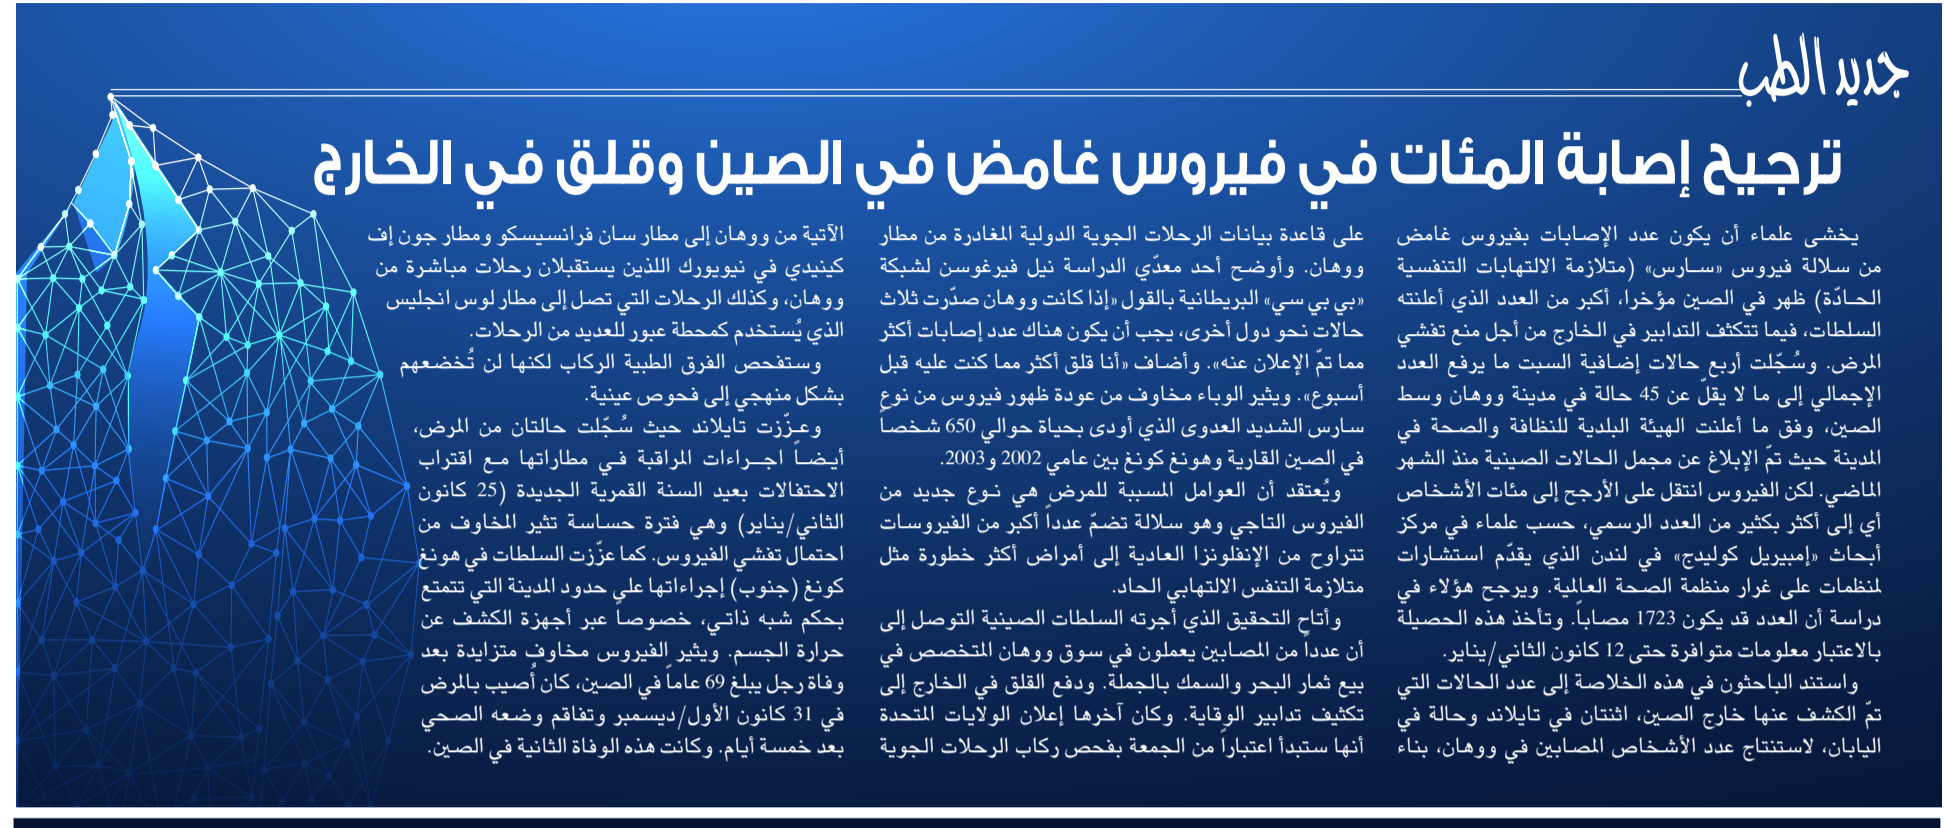 جديد الطب
ترجيح إصابة المئات في فيروس غامض في الصين وقلق في الخارج
يخشى علماء أن يكون عدد الإصابات بفيروس غامض
من سلالة فيروس «سـارس» (متلازمة الالتهابات التنفسية
الحـادّة) ظهر في الصين مؤخرا، أكبر من العدد الذي أعلنته
السلطات، فيما تتكثف التدابير في الخارج من أجل منع تفشي
المرض. وسُجّلت أربع حالات إضافية السبت ما يرفع العدد
الإجمالي إلى ما لا يقلّ عن 45 حالة في مدينة ووهان وسط
الصين، وفق ما أعلنت الهيئة البلدية للنظافة والصحة في
المدينة حيث تمّ الإبلاغ عن مجمل الحالات الصينية منذ الشهر
الماضي. لكن الفيروس انتقل على الأرجح إلى مئات الأشخاص
أي إلى أكثر بكثير من العدد الرسمي، حسب علماء في مركز
أبحاث «إمبيريل كوليدج» في لندن الذي يقدّم استشارات
لمنظمات على غرار منظمة الصحة العالمية. ويرجح هؤلاء في
دراسة أن العدد قد يكون 1723 مصاباً. وتأخذ هذه الحصيلة
بالاعتبار معلومات متوافرة حتى 12 كانون الثاني/يناير.
واستند الباحثون في هذه الخلاصة إلى عدد الحالات التي
تمّ الكشف عنها خارج الصين، اثنتان في تايلاند وحالة في
اليابان، لاستنتاج عدد الأشخاص المصابين في ووهان، بناء
على قاعدة بيانات الرحلات الجوية الدولية المغادرة من مطار
ووهان. وأوضح أحد معدّي الدراسة نيل فيرغوسن لشبكة
«بي بي سي» البريطانية بالقول «إذا كانت ووهان صدّرت ثلاث
حالات نحو دول أخرى، يجب أن يكون هناك عدد إصابات أكثر
مما تمّ الإعلان عنه». وأضاف «أنا قلق أكثر مما كنت عليه قبل
أسبوع». ويثير الوباء مخاوف من عودة ظهور فيروس من نوع
سارس الشديد العدوى الذي أودى بحياة حوالي 650 شخصاً
في الصين القارية وهونغ كونغ بين عامي 2002 و2003.
ويُعتقد أن العوامل المسببة للمرض هي نـوع جديد من
الفيروس التاجي وهو سـلالة تضمّ عدداً أكبر من الفيروسـات
تتراوح من الإنفلونزا العادية إلى أمراض أكثر خطورة مثل
متلازمة التنفس الالتهابي الحاد.
وأتاح التحقيق الذي أجرته السلطات الصينية التوصل إلى
أن عدداً من المصابين يعملون في سوق ووهان المتخصص في
بيع ثمار البحر والسمك بالجملة. ودفع القلق في الخارج إلى
تكثيف تدابير الوقاية. وكان آخرها إعلان الولايات المتحدة
أنها ستبدأ اعتباراً من الجمعة بفحص ركاب الرحلات الجوية
الآتية من ووهـان إلى مطار سـان فرانسيسكو ومطار جون إف
كينيدي في نيويورك اللذين يستقبلان رحلات مباشرة من
ووهان، وكذلك الرحلات التي تصل إلى مطار لوس انجليس
الذي يُستخدم كمحطة عبور للعديد من الرحلات.
وستفحص الفرق الطبية الركاب لكنها لن تُخضعهم
بشكل منهجي إلى فحوص عينية.
وعـزّزت تايلاند حيث سُجّلت حالتان من المرض،
أيضـاً اجـراءات المراقبة فـي مطاراتها مـع اقتراب
الاحتفالات بعيد السنة القمرية الجديدة (25 كانون
الثاني/يناير) وهي فترة حساسة تثير المخاوف من
احتمال تفشي الفيروس. كما عزّزت السلطات في هونغ
كونغ (جنوب) إجراءاتها على حدود المدينة التي تتمتع
بحكم شبه ذاتـي، خصوصـاً عبر أجهزة الكشف عن
حرارة الجسم. ويثير الفيروس مخاوف متزايدة بعد
وفاة رجل يبلغ 69 عاماً في الصين، كان أُصيب بالمرض
في 31 كانون الأول/ديسمبر وتفاقم وضعه الصحي
بعد خمسة أيام. وكانت هذه الوفاة الثانية في الصين.